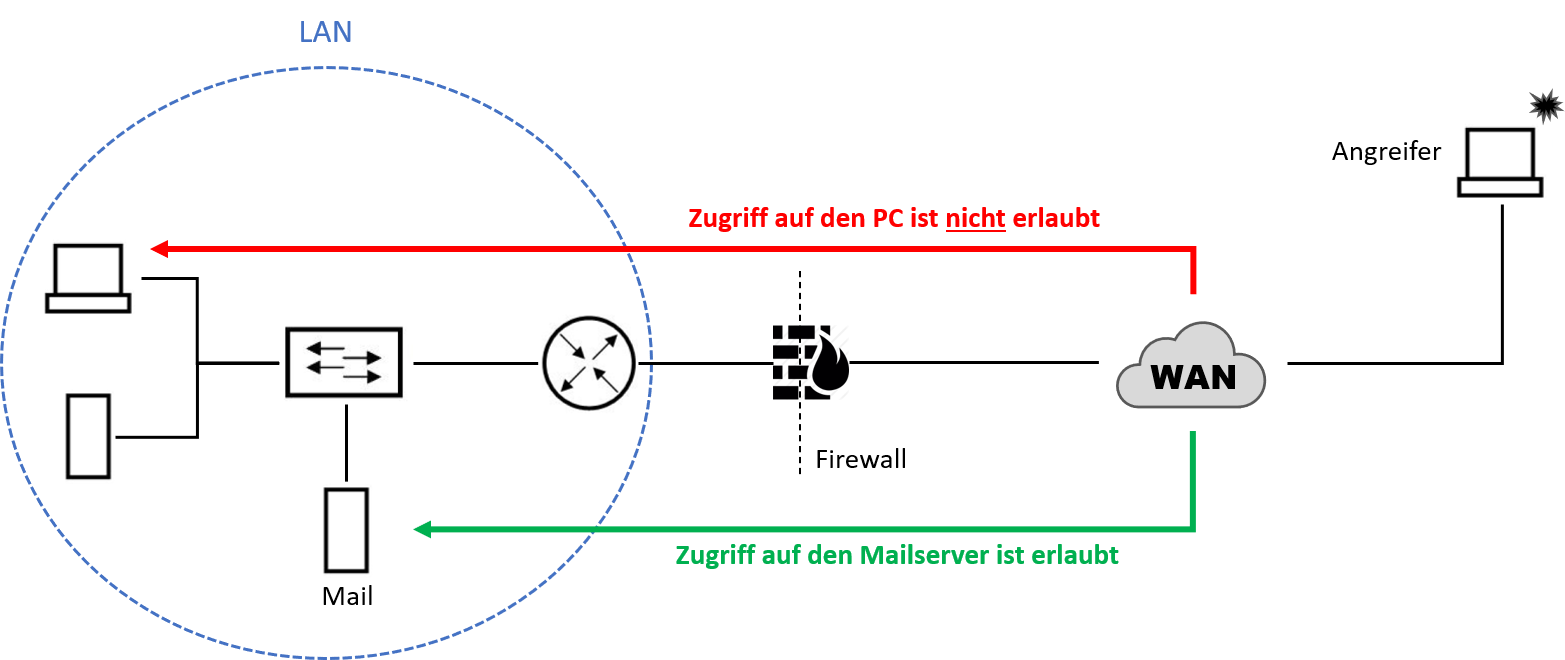 LAN
Angreifer
Zugriff auf den PC ist nicht erlaubt
WAN
Firewall
Zugriff auf den Mailserver ist erlaubt
Mail